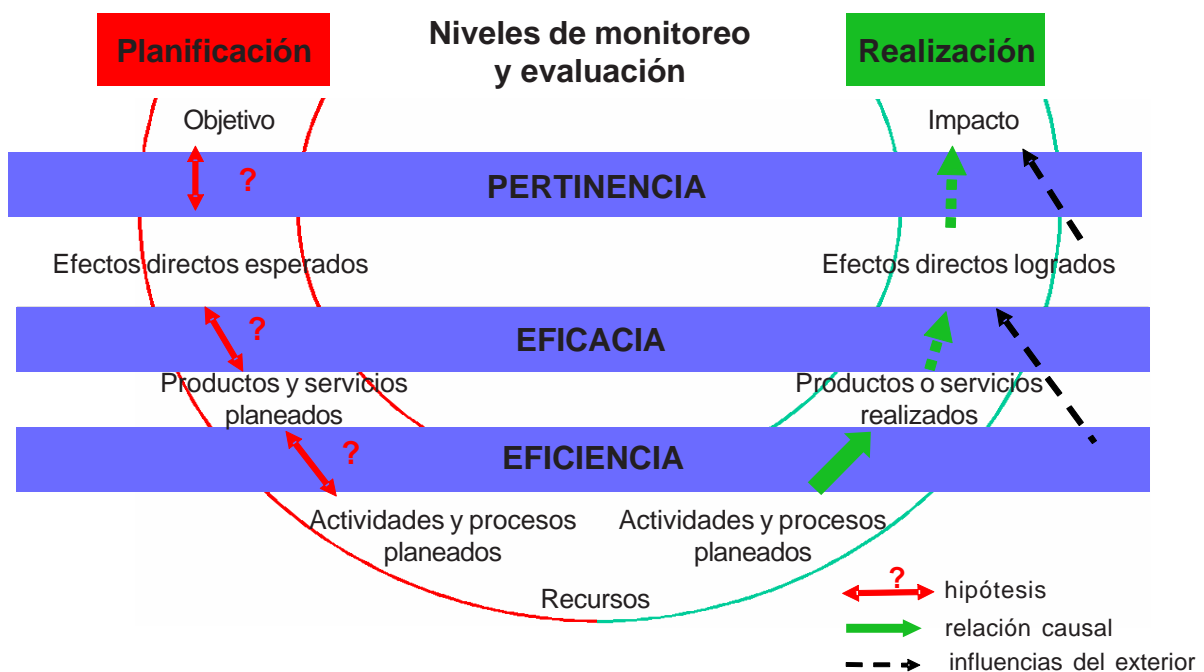 Planificación
Niveles de monitoreo
y evaluación
Realización
Objetivo
Impacto
?
PERTINENCIA
Efectos directos esperados
Efectos directos logrados
?
EFICACIA
Productos y servicios
planeados
Productos o servicios
realizados
?
EFICIENCIA
Actividades y procesos
planeados
Actividades y procesos
planeados
Recursos
?
hipótesis
relación causal
influencias del exterior